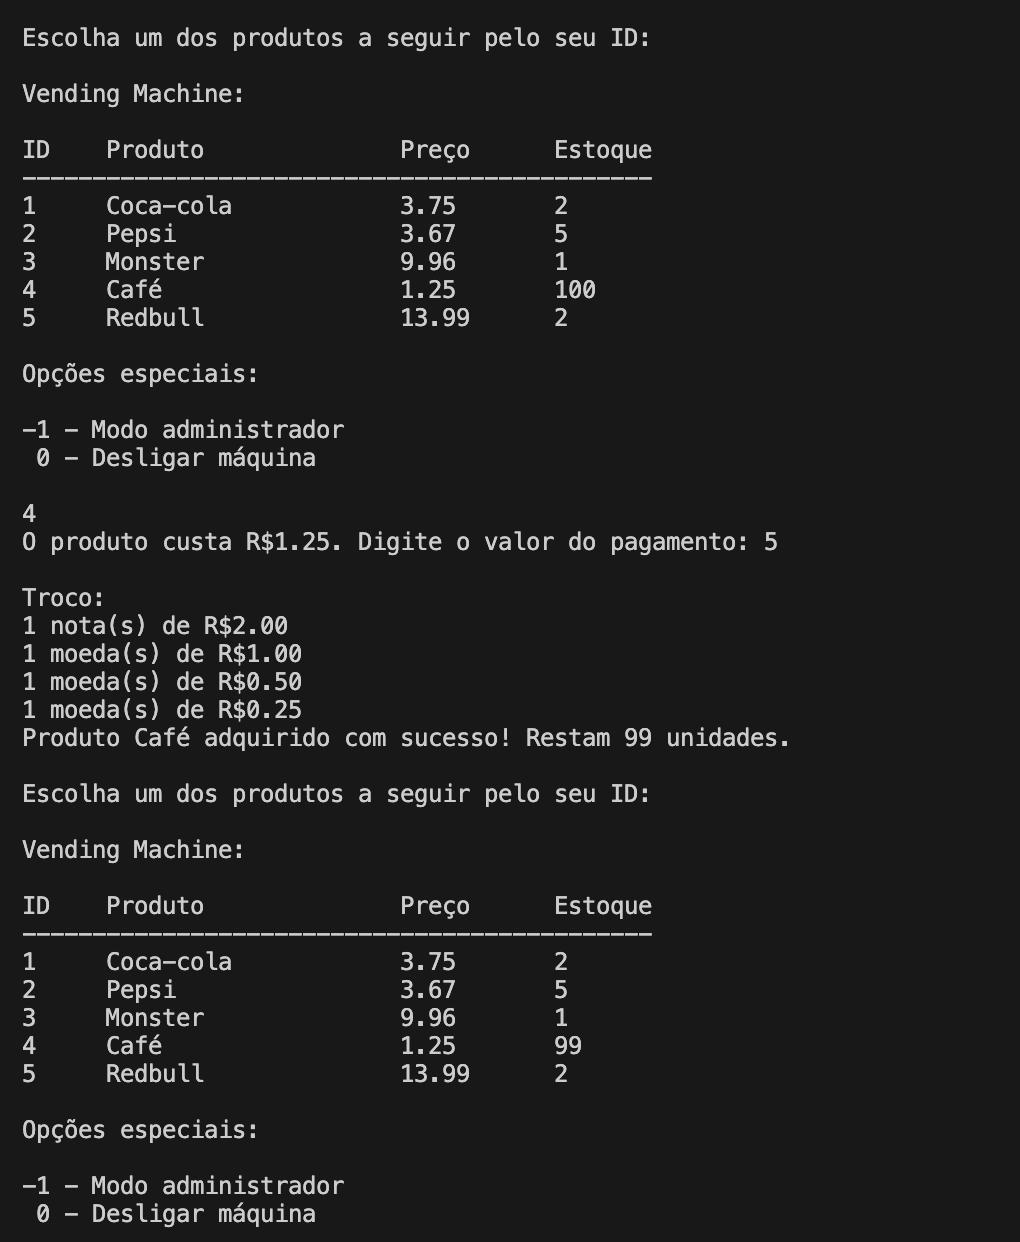 Escolha um dos produtos a seguir pelo seu ID:
Vending Machine:
ID Produto Preço Estoque
---------------------------------------------
1 Coca-cola 3.75 2
2 Pepsi 3.67 5
3 Monster 9.96 1
4 Café 1.25 100
5 Redbull 13.99 2
Opções especiais:
-1 - Modo administrador
0 - Desligar máquina
4
O produto custa R$1.25. Digite o valor do pagamento: 5
Troco:
1 nota(s) de R$2.00
1 moeda(s) de R$1.00
1 moeda(s) de R$0.50
1 moeda(s) de R$0.25
Produto Café adquirido com sucesso! Restam 99 unidades.
Escolha um dos produtos a seguir pelo seu ID:
Vending Machine:
ID Produto Preço Estoque
---------------------------------------------
1 Coca-cola 3.75 2
2 Pepsi 3.67 5
3 Monster 9.96 1
4 Café 1.25 99
5 Redbull 13.99 2
Opções especiais:
-1 - Modo administrador
0 - Desligar máquina